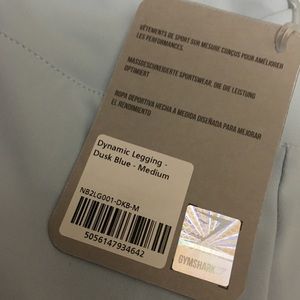 VÊTEMENTS DE SPORT SUR MESURE CONÇUS POUR AMÉLIORER
LES PERFORMANCES.
MASSGESCHNEIDERTE SPORTSWEAR, DIE DIE LEISTUNG
OPTIMIERT
ROPA DEPORTIVA HECHA A MEDIDA DISEÑADA PARA MEJORAR
EL RENDIMIENTO
Dynamic Legging -
Dusk Blue - Medium
NB2LG001-DKB-M
5056147934642
GYMSHARK